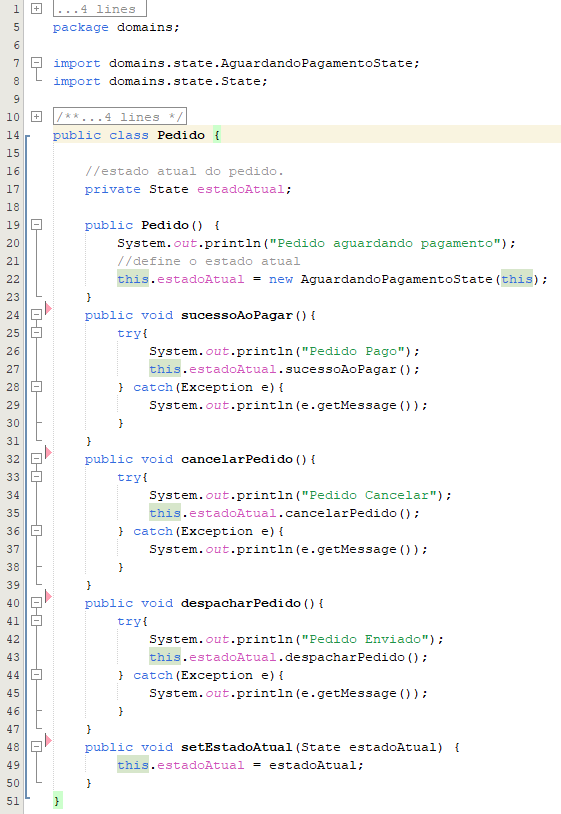 1 ...4 lines
5 package domains;
6
7 import domains.state.AguardandoPagamentoState;
8 import domains.state.State;
9
10 /**...4 lines */
14 public class Pedido {
15
16 //estado atual do pedido.
17 private State estadoAtual;
18
19 public Pedido() {
20 System.out.println("Pedido aguardando pagamento");
21 //define o estado atual
22 this.estadoAtual = new AguardandoPagamentoState(this);
23 }
24 public void sucessoAoPagar(){
25 try{
26 System.out.println("Pedido Pago");
27 this.estadoAtual.sucessoAoPagar();
28 } catch(Exception e){
29 System.out.println(e.getMessage());
30 }
31 }
32 public void cancelarPedido(){
33 try{
34 System.out.println("Pedido Cancelar");
35 this.estadoAtual.cancelarPedido();
36 } catch(Exception e){
37 System.out.println(e.getMessage());
38 }
39 }
40 public void despacharPedido(){
41 try{
42 System.out.println("Pedido Enviado");
43 this.estadoAtual.despacharPedido();
44 } catch(Exception e){
45 System.out.println(e.getMessage());
46 }
47 }
48 public void setEstadoAtual(State estadoAtual) {
49 this.estadoAtual = estadoAtual;
50 }
51 }